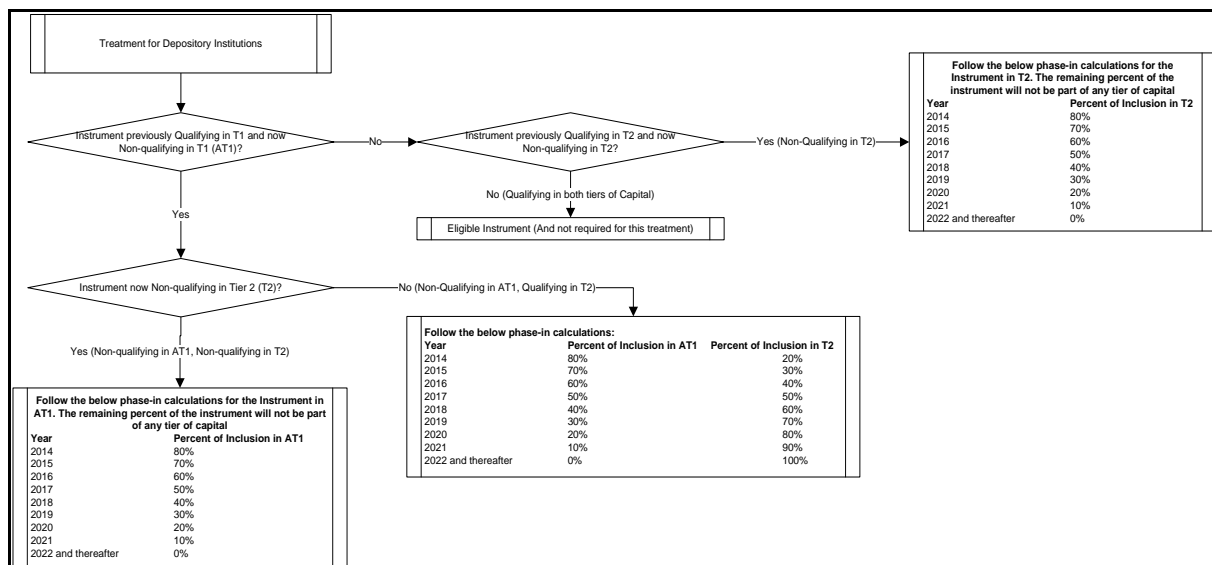 Treatment for Depository Institutions
Instrument previously Qualifying in T1 and now
Non-qualifying in T1 (AT1)?
No
Instrument previously Qualifying in T2 and now
Non-qualifying in T2?
Yes (Non-Qualifying in T2)
Follow the below phase-in calculations for the
Instrument in T2. The remaining percent of the
instrument will not be part of any tier of capital
Year Percent of Inclusion in T2
2014 80%
2015 70%
2016 60%
2017 50%
2018 40%
2019 30%
2020 20%
2021 10%
2022 and thereafter 0%
No (Qualifying in both tiers of Capital)
Eligible Instrument (And not required for this treatment)
Yes
Instrument now Non-qualifying in Tier 2 (T2)?
No (Non-Qualifying in AT1, Qualifying in T2)
Follow the below phase-in calculations:
Year Percent of Inclusion in AT1 Percent of Inclusion in T2
2014 80% 20%
2015 70% 30%
2016 60% 40%
2017 50% 50%
2018 40% 60%
2019 30% 70%
2020 20% 80%
2021 10% 90%
2022 and thereafter 0% 100%
Yes (Non-qualifying in AT1, Non-qualifying in T2)
Follow the below phase-in calculations for the Instrument in
AT1. The remaining percent of the instrument will not be part
of any tier of capital
Year Percent of Inclusion in AT1
2014 80%
2015 70%
2016 60%
2017 50%
2018 40%
2019 30%
2020 20%
2021 10%
2022 and thereafter 0%